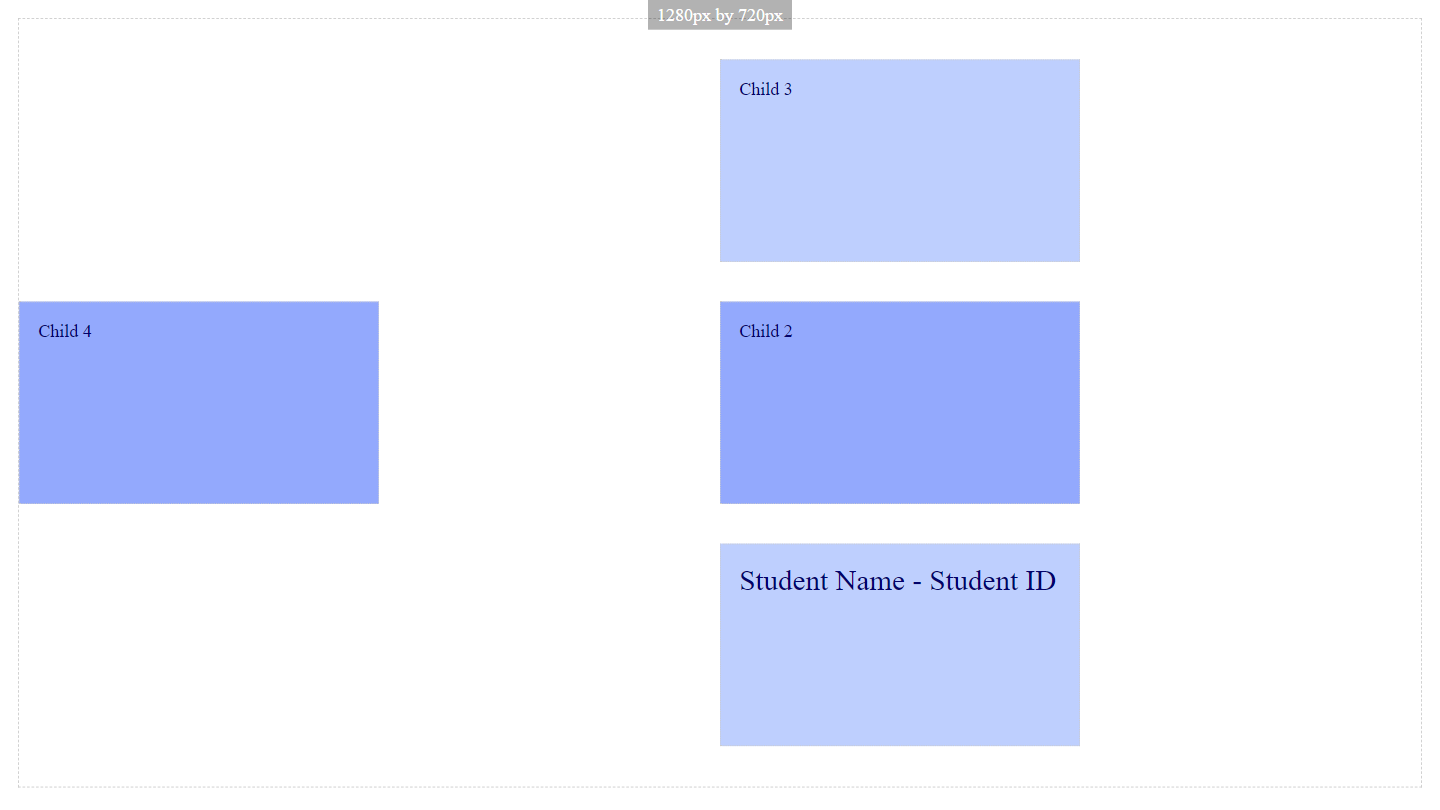 1280px by 720px
Child 3
Child 4
Child 2
Student Name - Student ID